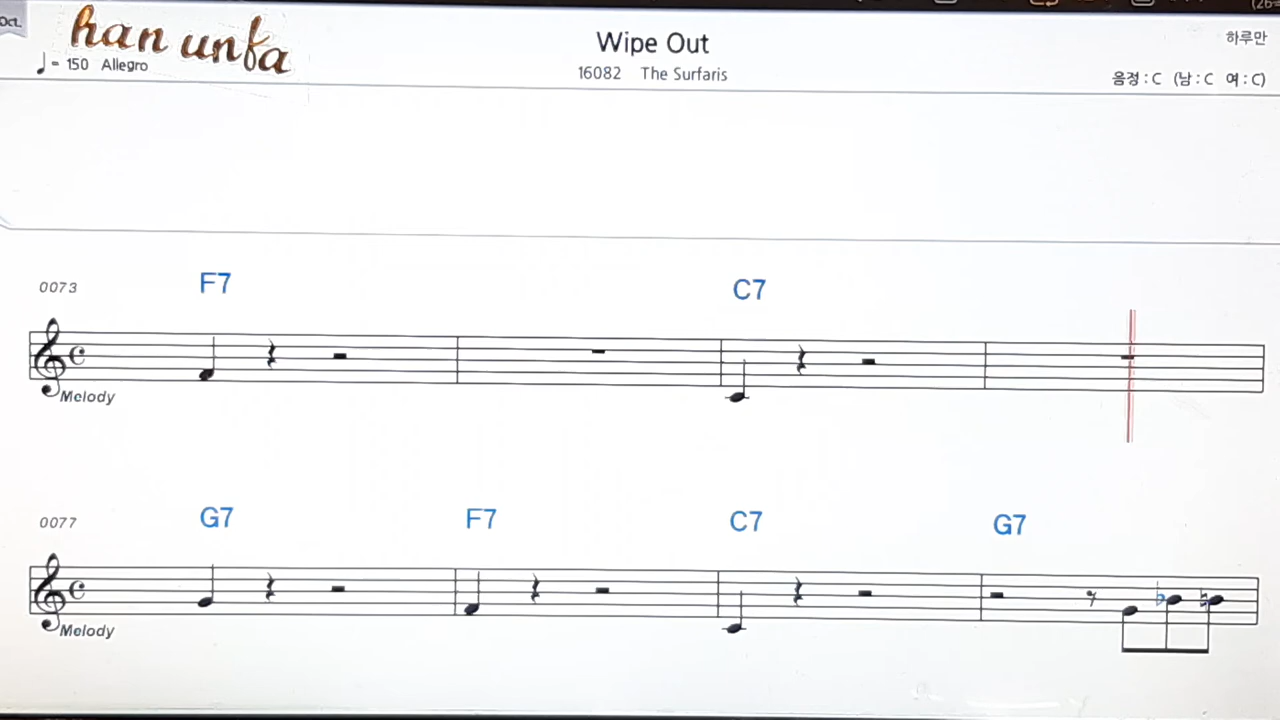 Oct.
han unfa
♩ = 150 Allegro
Wipe Out
16082 The Surfaris
하루만
음정 : C (남 : C 여 : C)
0073
F7
C7
Melody
0077
G7
F7
C7
G7
Melody